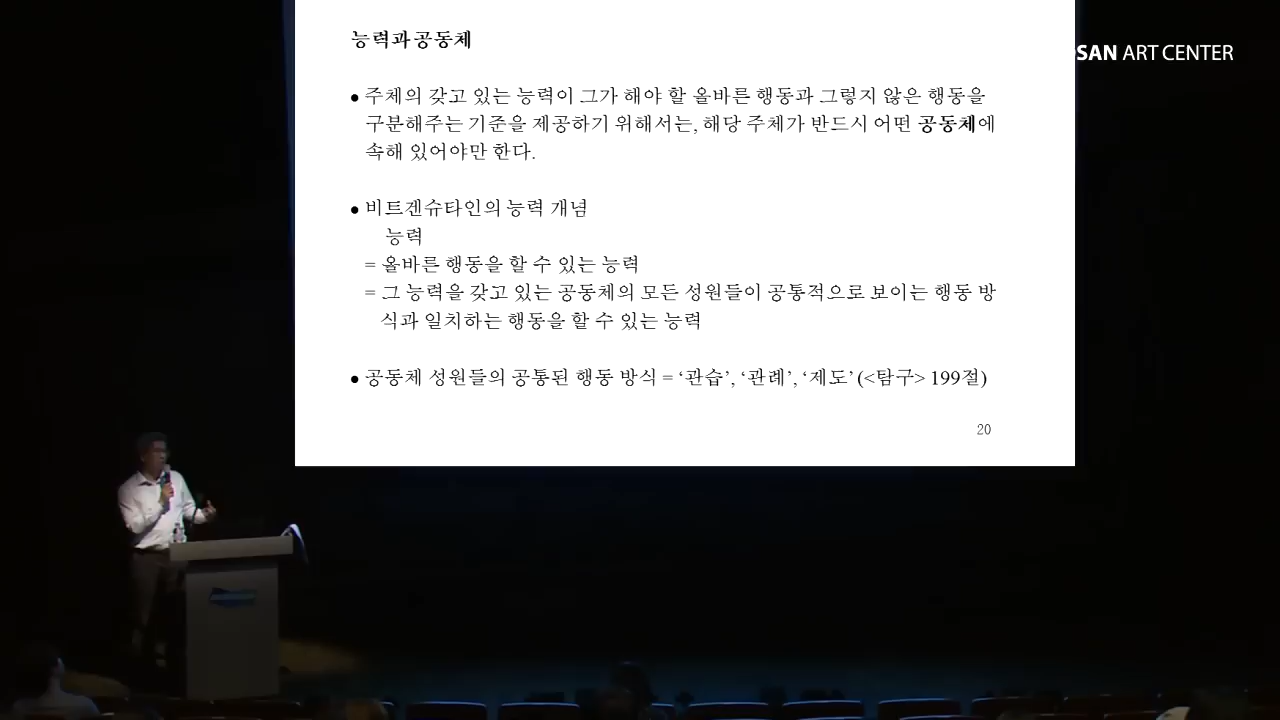 능력과 공동체
SAN ART CENTER
● 주체의 갖고 있는 능력이 그가 해야 할 올바른 행동과 그렇지 않은 행동을
구분해주는 기준을 제공하기 위해서는, 해당 주체가 반드시 어떤 공동체에
속해 있어야만 한다.
● 비트겐슈타인의 능력 개념
능력
= 올바른 행동을 할 수 있는 능력
= 그 능력을 갖고 있는 공동체의 모든 성원들이 공통적으로 보이는 행동 방
식과 일치하는 행동을 할 수 있는 능력
● 공동체 성원들의 공통된 행동 방식 = ‘관습’, ‘관례’, ‘제도’ (<탐구> 199절)
20